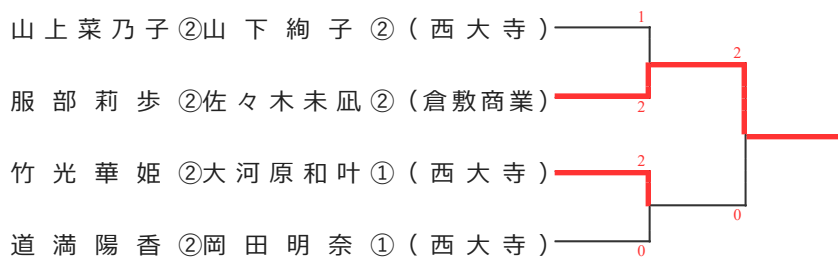 山上菜乃子②山下絢子②(西大寺)
1
2
服部莉歩②佐々木未凪②(倉敷商業)
2
竹光華姫②大河原和叶①(西大寺)
2
0
道満陽香②岡田明奈①(西大寺)
0